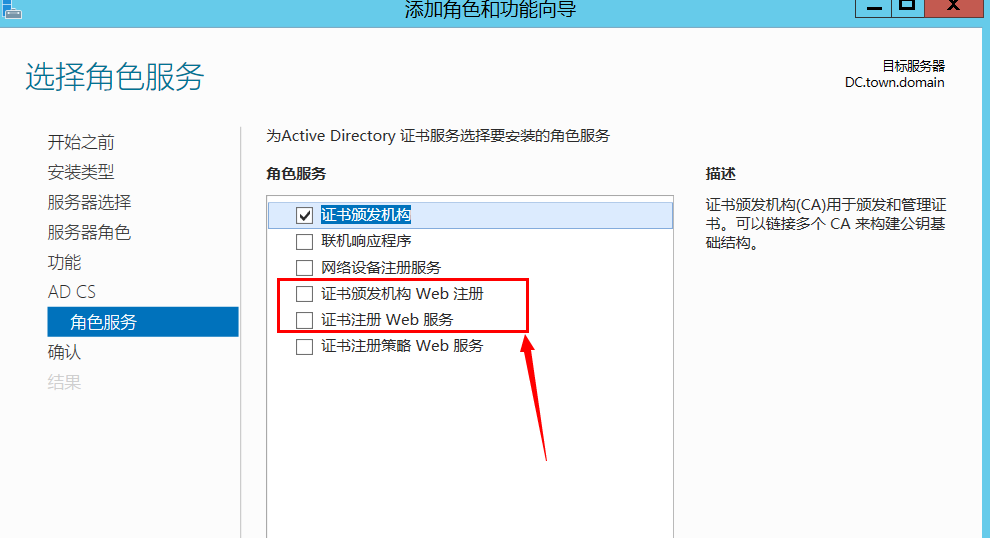 添加角色和功能向导
选择角色服务
目标服务器
DC.town.domain
开始之前
安装类型
服务器选择
服务器角色
功能
AD CS
角色服务
确认
结果
为Active Directory 证书服务选择要安装的角色服务
角色服务
证书颁发机构
联机响应程序
网络设备注册服务
证书颁发机构 Web 注册
证书注册 Web 服务
证书注册策略 Web 服务
描述
证书颁发机构(CA)用于颁发和管理证
书。可以链接多个 CA 来构建公钥基
础结构。